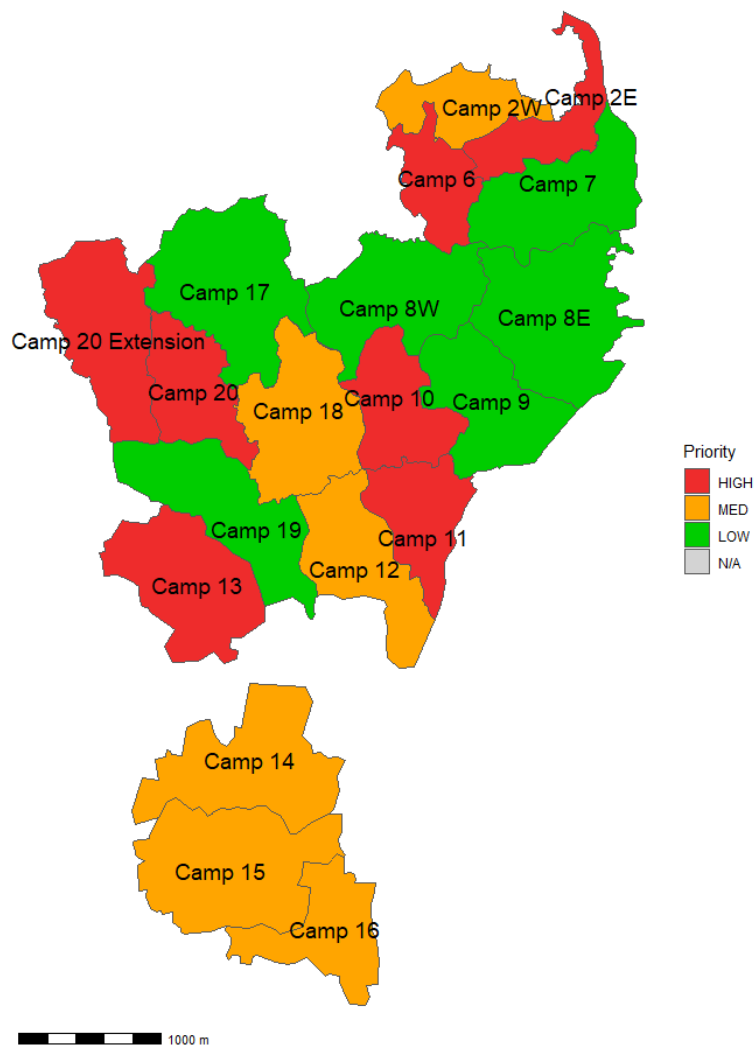 Camp 2E
Camp 2W
Camp 6
Camp 7
Camp 17
Camp 8W
Camp 8E
Camp 20 Extension
Camp 20
Camp 10
Camp 9
Camp 18
Priority
HIGH
MED
LOW
N/A
Camp 19
Camp 11
Camp 12
Camp 13
Camp 14
Camp 15
Camp 16
1000 m